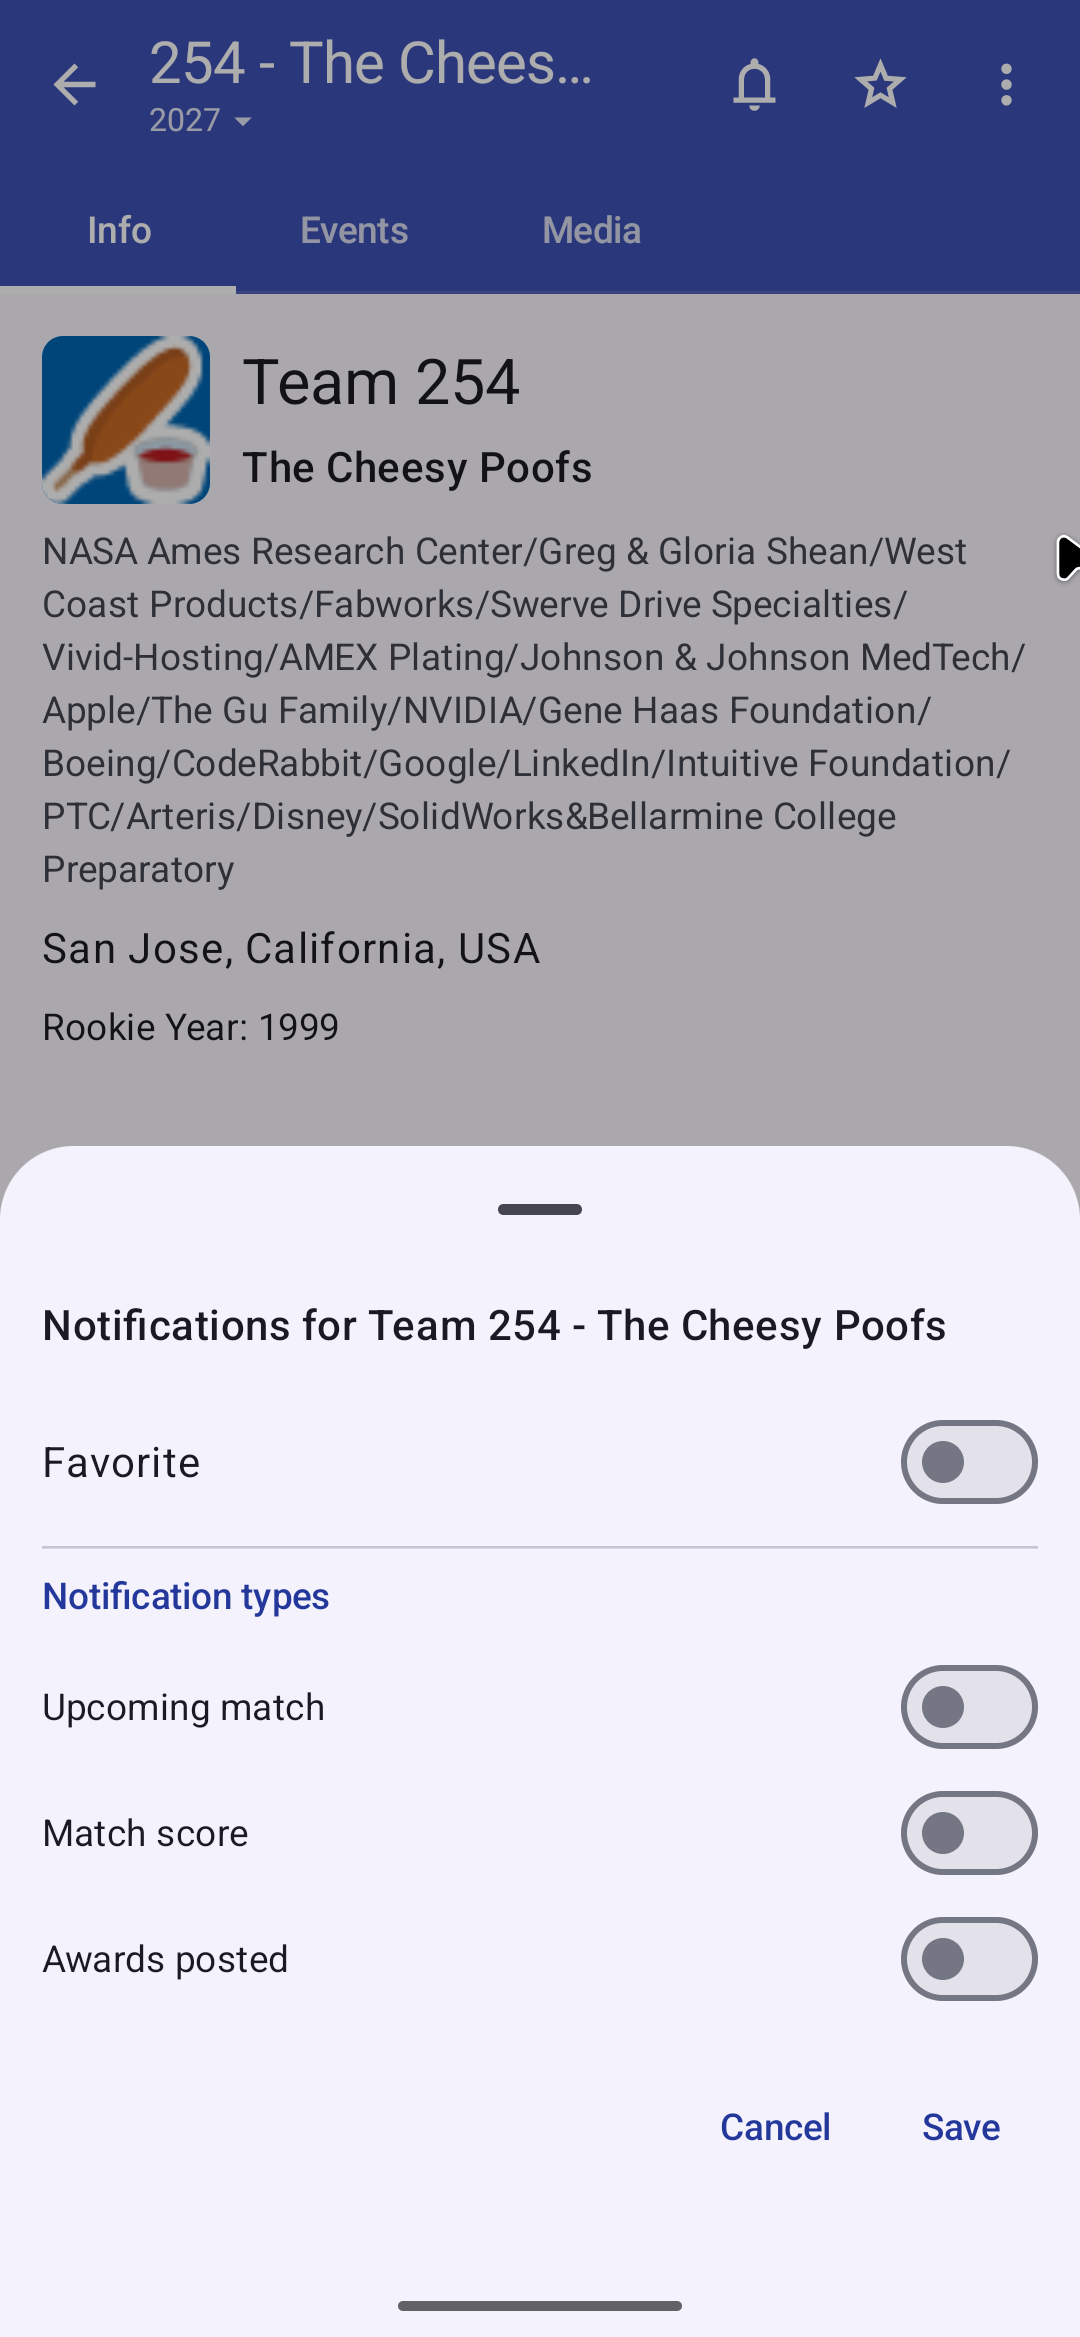 254 - The Chees...
2027
Info
Events
Media
Team 254
The Cheesy Poofs
NASA Ames Research Center/Greg & Gloria Shean/West
Coast Products/Fabworks/Swerve Drive Specialties/
Vivid-Hosting/AMEX Plating/Johnson & Johnson MedTech/
Apple/The Gu Family/NVIDIA/Gene Haas Foundation/
Boeing/CodeRabbit/Google/LinkedIn/Intuitive Foundation/
PTC/Arteris/Disney/SolidWorks&Bellarmine College
Preparatory
San Jose, California, USA
Rookie Year: 1999
Notifications for Team 254 - The Cheesy Poofs
Favorite
Notification types
Upcoming match
Match score
Awards posted
Cancel
Save